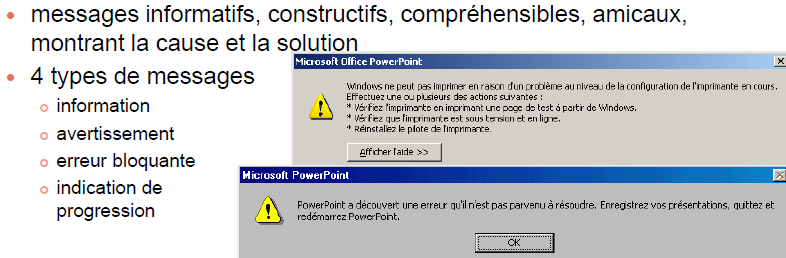 messages informatifs, constructifs, compréhensibles, amicaux,
montrant la cause et la solution
4 types de messages
information
avertissement
erreur bloquante
indication de
progression
Microsoft Office PowerPoint
Windows ne peut pas imprimer en raison d'un problème au niveau de la configuration de l'imprimante en cours.
Effectuez une ou plusieurs des actions suivantes :
* Vérifiez l'imprimante en imprimant une page de test à partir de Windows.
* Vérifiez que l'imprimante est sous tension et en ligne.
* Réinstallez le pilote de l'imprimante.
Afficher l'aide >>
Microsoft PowerPoint
PowerPoint a découvert une erreur qu'il n'est pas parvenu à résoudre. Enregistrez vos présentations, quittez et
redémarrez PowerPoint.
OK